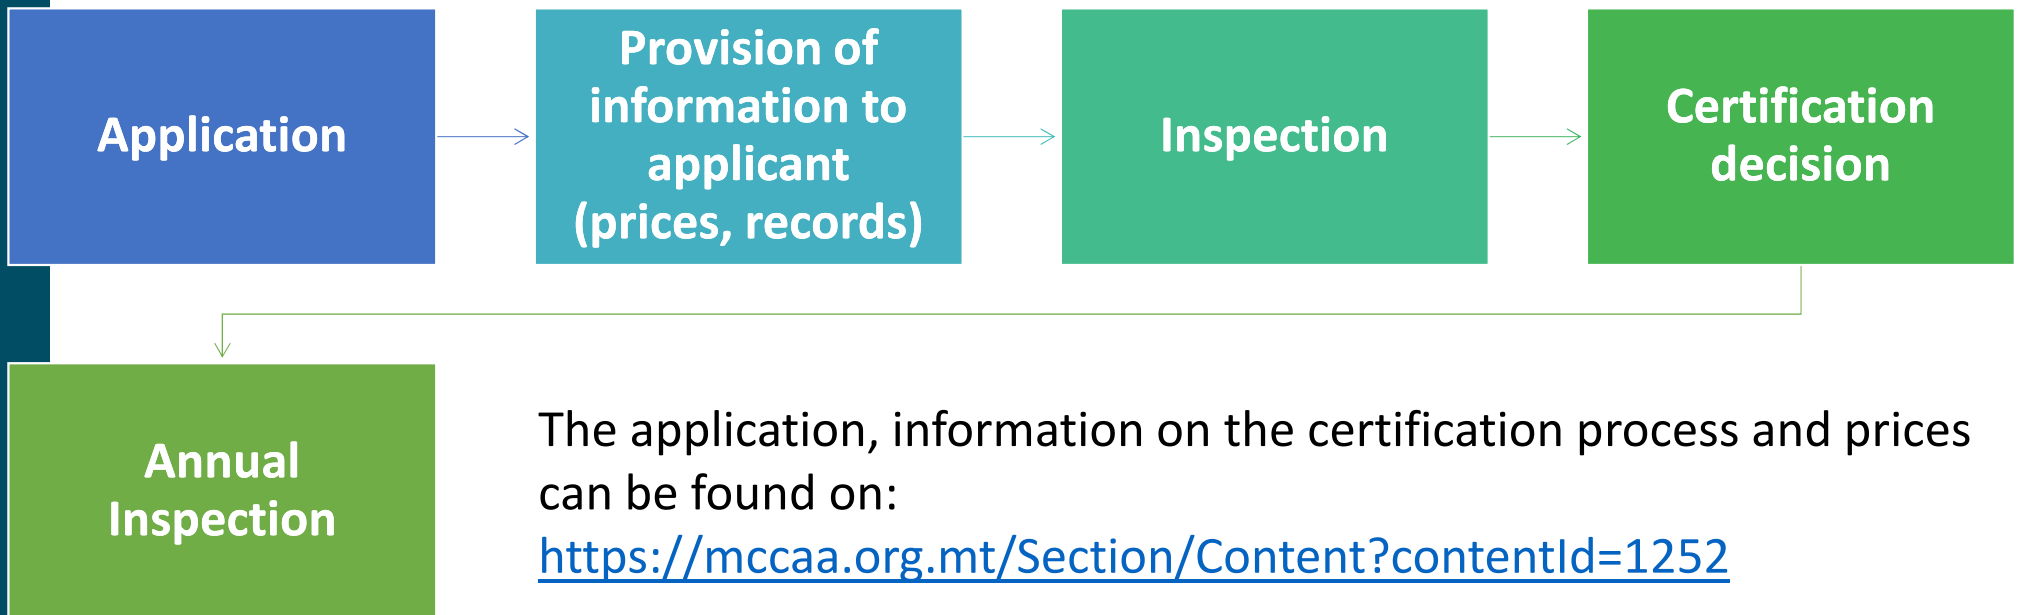 Application
Provision of
information to
applicant
(prices, records)
Inspection
Certification
decision
Annual
Inspection
The application, information on the certification process and prices
can be found on:
https://mccaa.org.mt/Section/Content?contentId=1252